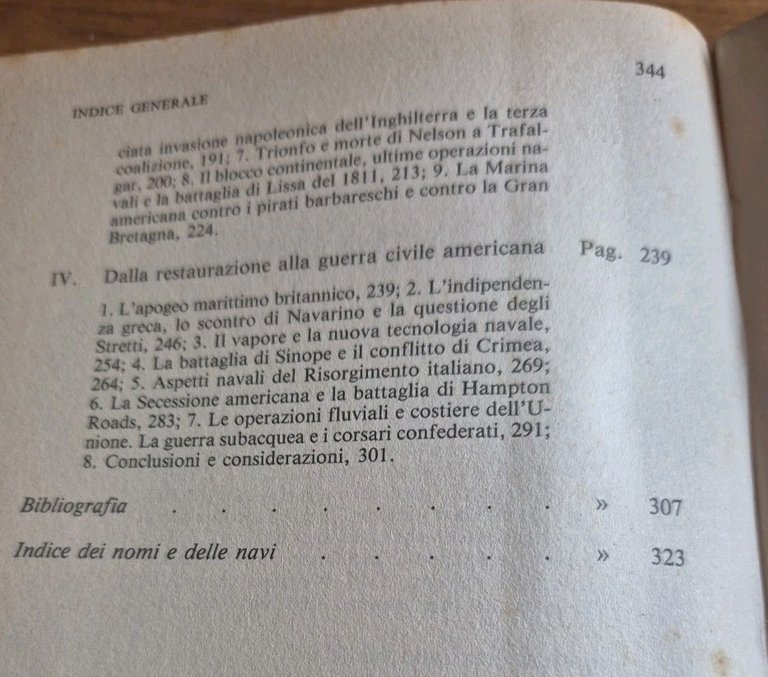 344
INDICE GENERALE
ciata invasione napoleonica dell'Inghilterra e la terza
coalizione, 191; 7. Trionfo e morte di Nelson a Trafal-
gar, 200; 8. Il blocco continentale, ultime operazioni na-
vali e la battaglia di Lissa del 1811, 213; 9. La Marina
americana contro i pirati barbareschi e contro la Gran
Bretagna, 224.
IV. Dalla restaurazione alla guerra civile americana Pag. 239
1. L'apogeo marittimo britannico, 239; 2. L'indipenden-
za greca, lo scontro di Navarino e la questione degli
Stretti, 246; 3. Il vapore e la nuova tecnologia navale,
254; 4. La battaglia di Sinope e il conflitto di Crimea,
264; 5. Aspetti navali del Risorgimento italiano, 269;
6. La Secessione americana e la battaglia di Hampton
Roads, 283; 7. Le operazioni fluviali e costiere dell'U-
nione. La guerra subacquea e i corsari confederati, 291;
8. Conclusioni e considerazioni, 301.
Bibliografia . . . . . . . . » 307
Indice dei nomi e delle navi . . . . . » 323